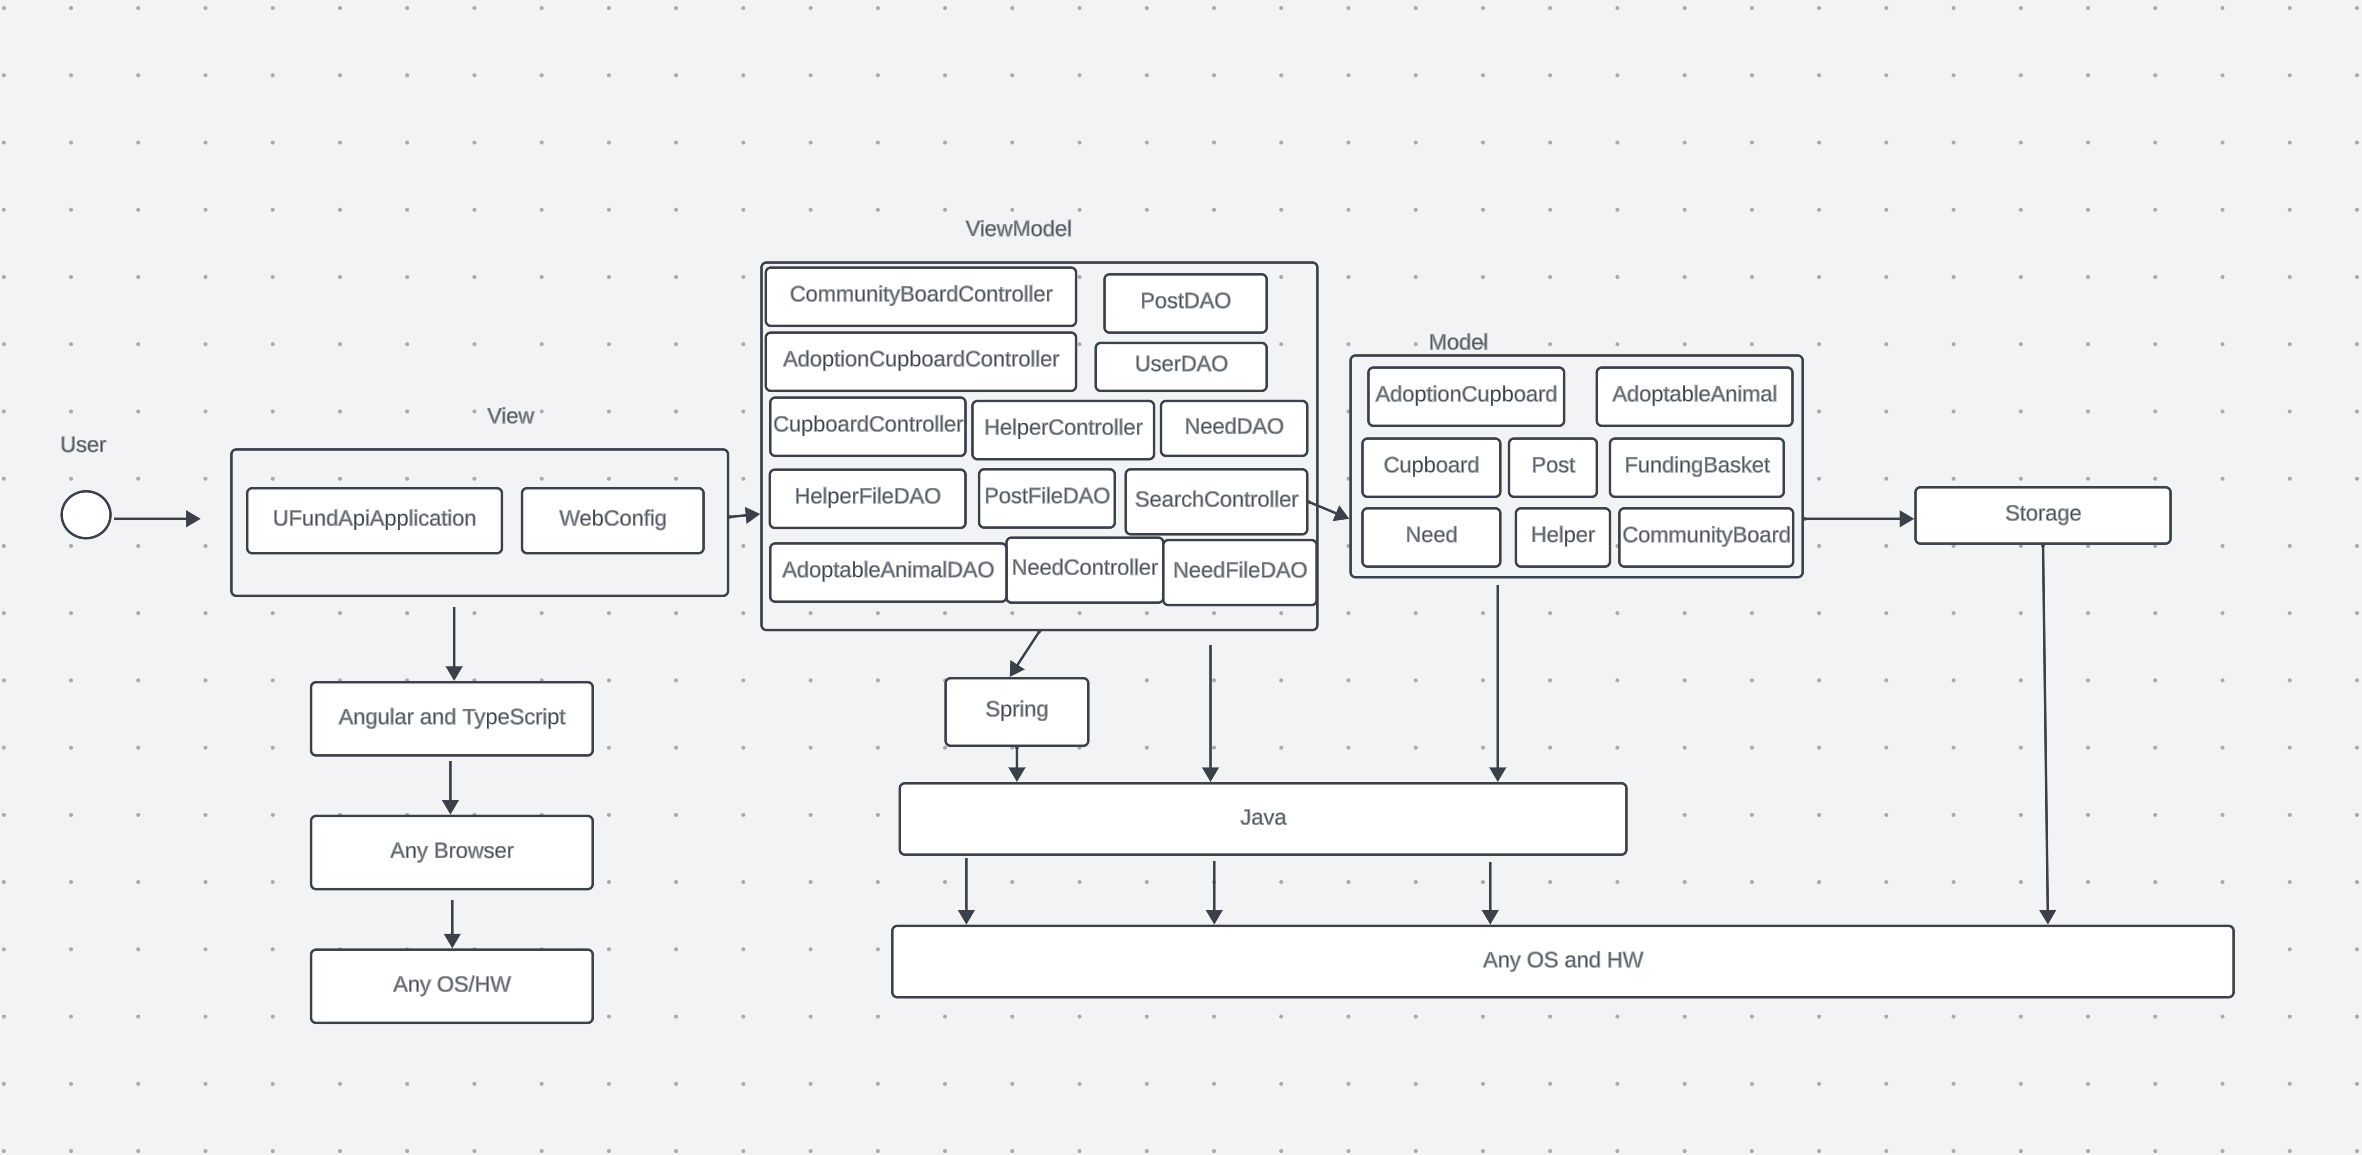 User
View
UFundApiApplication
WebConfig
Angular and TypeScript
Any Browser
Any OS/HW
ViewModel
CommunityBoardController
PostDAO
AdoptionCupboardController
UserDAO
CupboardController
HelperController
NeedDAO
HelperFileDAO
PostFileDAO
SearchController
AdoptableAnimalDAO
NeedController
NeedFileDAO
Model
AdoptionCupboard
AdoptableAnimal
Cupboard
Post
FundingBasket
Need
Helper
CommunityBoard
Storage
Spring
Java
Any OS and HW